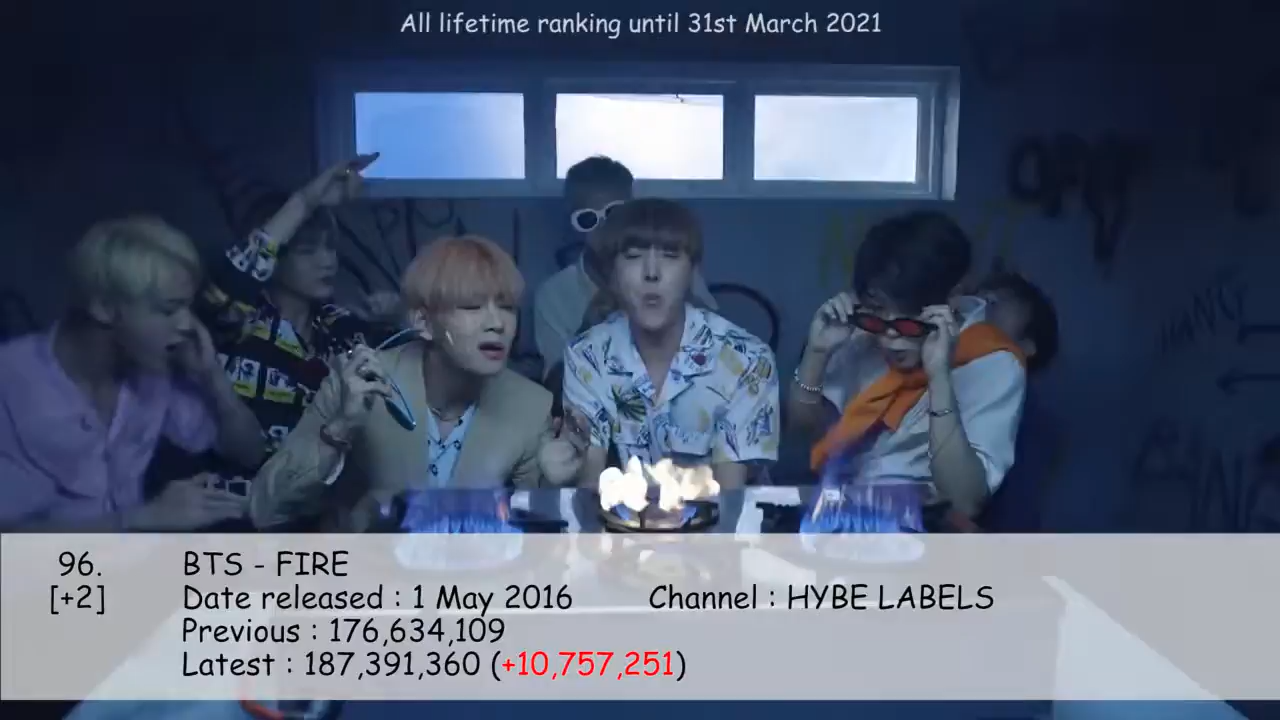 All lifetime ranking until 31st March 2021
96. BTS - FIRE
[+2] Date released : 1 May 2016 Channel : HYBE LABELS
Previous : 176,634,109
Latest : 187,391,360 (+10,757,251)